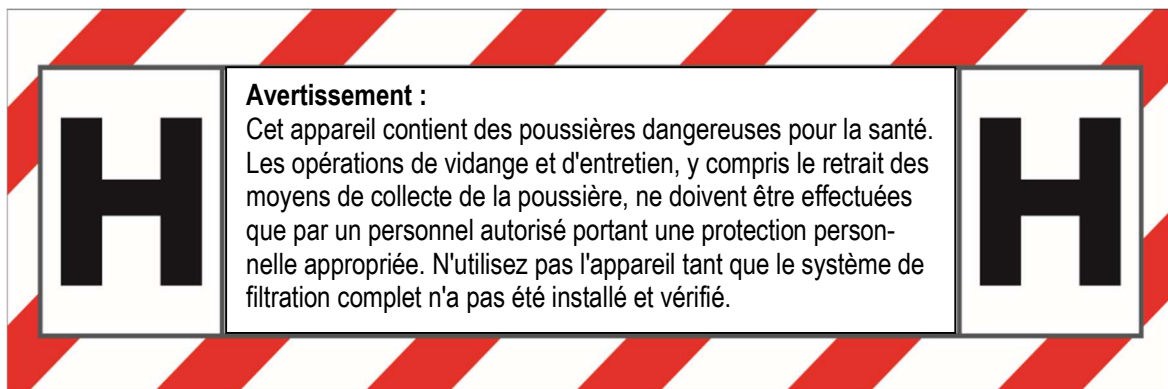 H
Avertissement :
Cet appareil contient des poussières dangereuses pour la santé.
Les opérations de vidange et d'entretien, y compris le retrait des
moyens de collecte de la poussière, ne doivent être effectuées
que par un personnel autorisé portant une protection person-
nelle appropriée. N'utilisez pas l'appareil tant que le système de
filtration complet n'a pas été installé et vérifié.
H